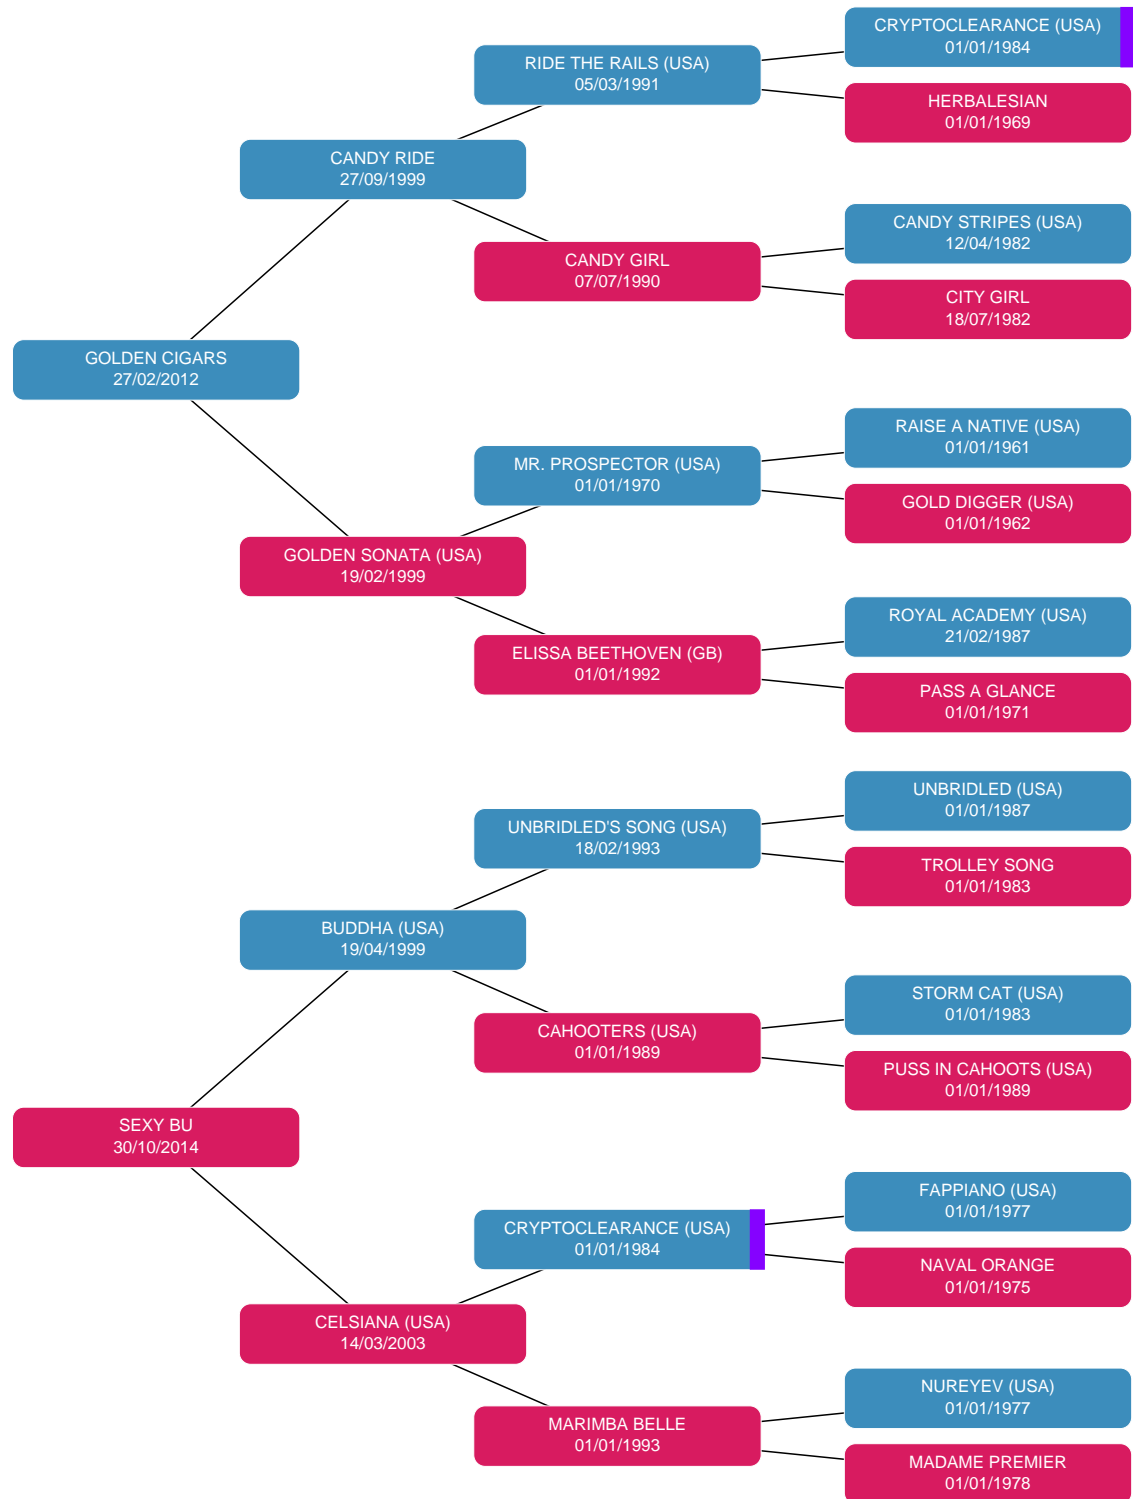 CRYPTOCLEARANCE (USA)
01/01/1984
RIDE THE RAILS (USA)
05/03/1991
HERBALESIAN
01/01/1969
CANDY RIDE
27/09/1999
CANDY STRIPES (USA)
12/04/1982
CANDY GIRL
07/07/1990
CITY GIRL
18/07/1982
GOLDEN CIGARS
27/02/2012
RAISE A NATIVE (USA)
01/01/1961
MR. PROSPECTOR (USA)
01/01/1970
GOLD DIGGER (USA)
01/01/1962
GOLDEN SONATA (USA)
19/02/1999
ROYAL ACADEMY (USA)
21/02/1987
ELISSA BEETHOVEN (GB)
01/01/1992
PASS A GLANCE
01/01/1971
UNBRIDLED (USA)
01/01/1987
UNBRIDLED'S SONG (USA)
18/02/1993
TROLLEY SONG
01/01/1983
BUDDHA (USA)
19/04/1999
STORM CAT (USA)
01/01/1983
CAHOOTERS (USA)
01/01/1989
PUSS IN CAHOOTS (USA)
01/01/1989
SEXY BU
30/10/2014
FAPPIANO (USA)
01/01/1977
CRYPTOCLEARANCE (USA)
01/01/1984
NAVAL ORANGE
01/01/1975
CELSIANA (USA)
14/03/2003
NUREYEV (USA)
01/01/1977
MARIMBA BELLE
01/01/1993
MADAME PREMIER
01/01/1978